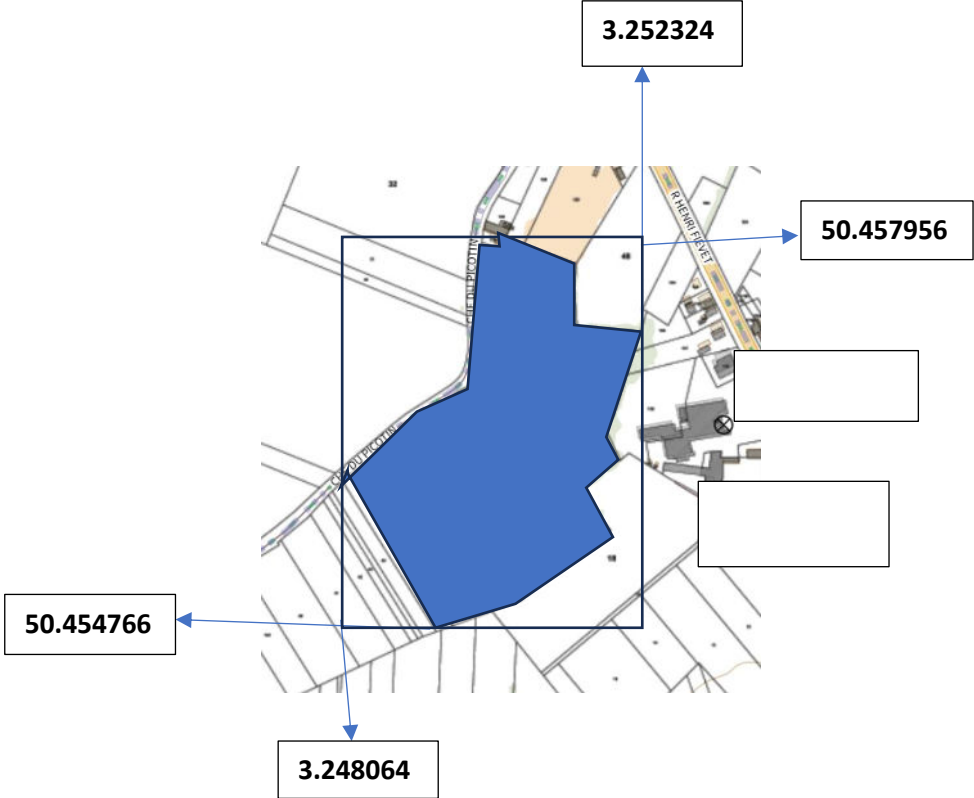 3.252324
32
R HENRI FIEVET
50.457956
48
CHE DU PICOTIN
CHE DU PICOTIN
18
50.454766
3.248064